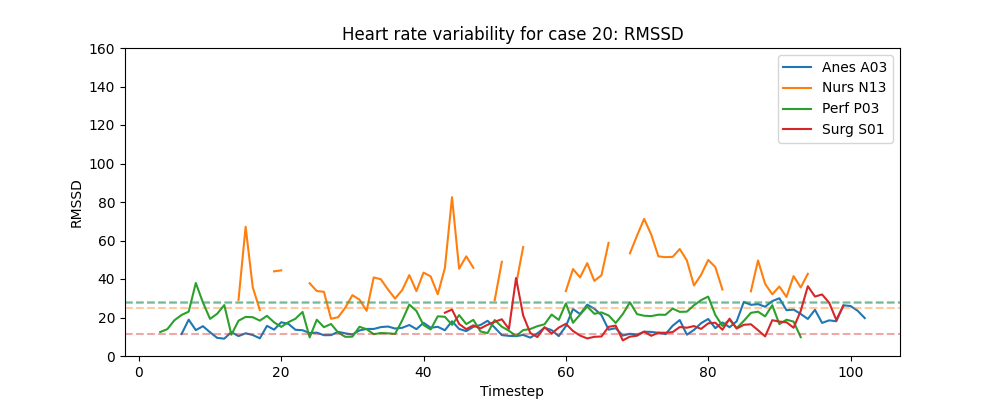 Heart rate variability for case 20: RMSSD
160
140
120
100
80
60
40
20
0
RMSSD
Anes A03
Nurs N13
Perf P03
Surg S01
0 20 40 60 80 100
Timestep